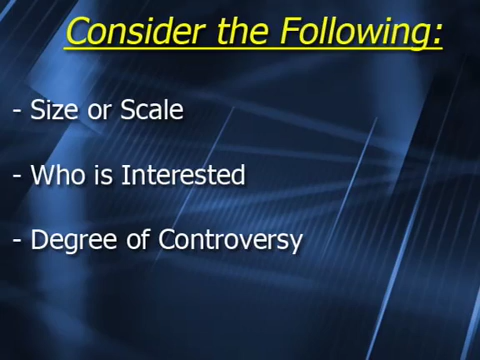 Consider the Following:
- Size or Scale
- Who is Interested
- Degree of Controversy